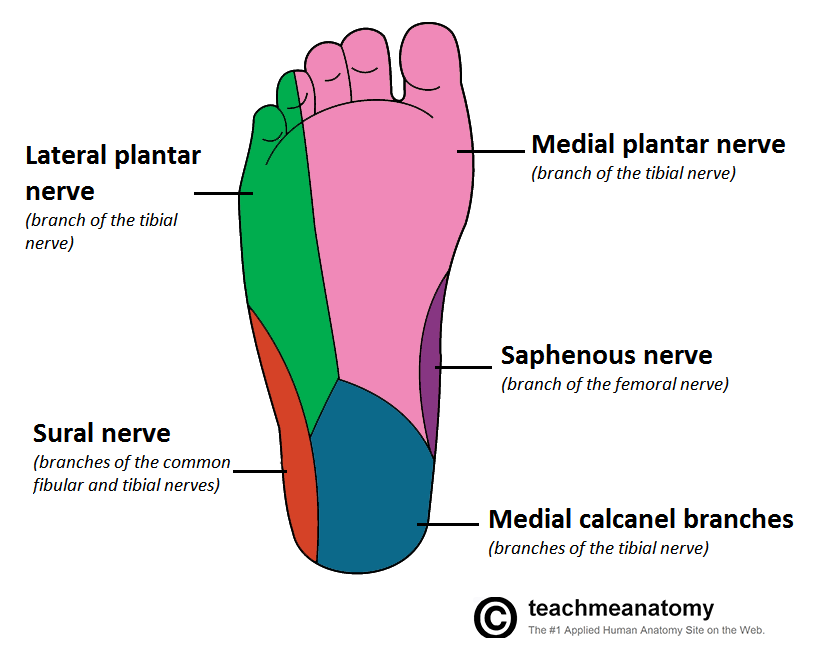 Medial plantar nerve
(branch of the tibial nerve)
Lateral plantar
nerve
(branch of the tibial
nerve)
Saphenous nerve
(branch of the femoral nerve)
Sural nerve
(branches of the common
fibular and tibial nerves)
Medial calcanel branches
(branches of the tibial nerve)
© teachmeanatomy
The #1 Applied Human Anatomy Site on the Web.